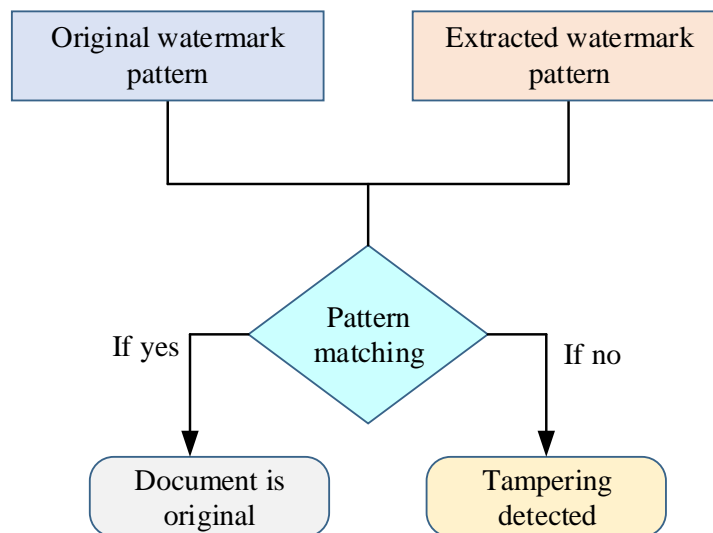 Original watermark
pattern
Extracted watermark
pattern
Pattern
matching
If yes
If no
Document is
original
Tampering
detected